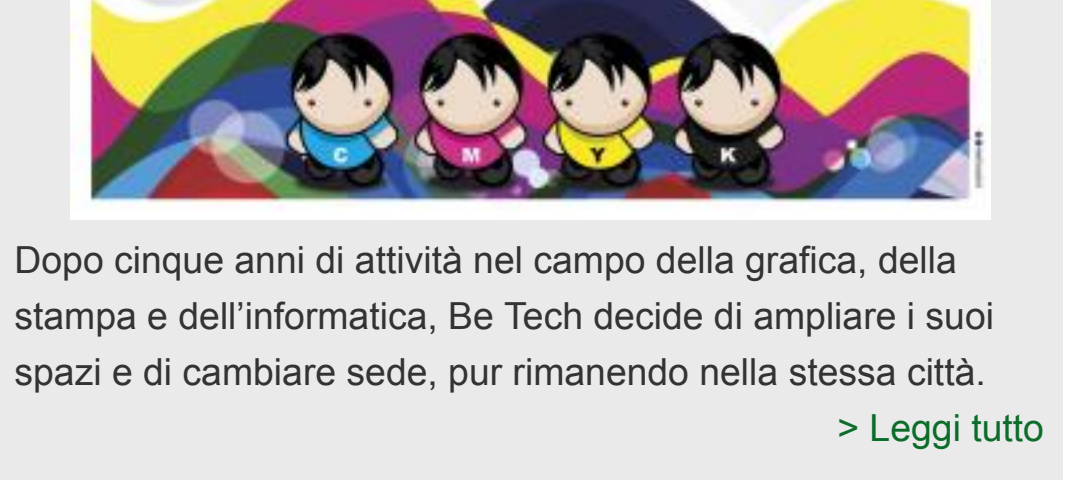 C M Y K
Dopo cinque anni di attività nel campo della grafica, della
stampa e dell’informatica, Be Tech decide di ampliare i suoi
spazi e di cambiare sede, pur rimanendo nella stessa città.
> Leggi tutto